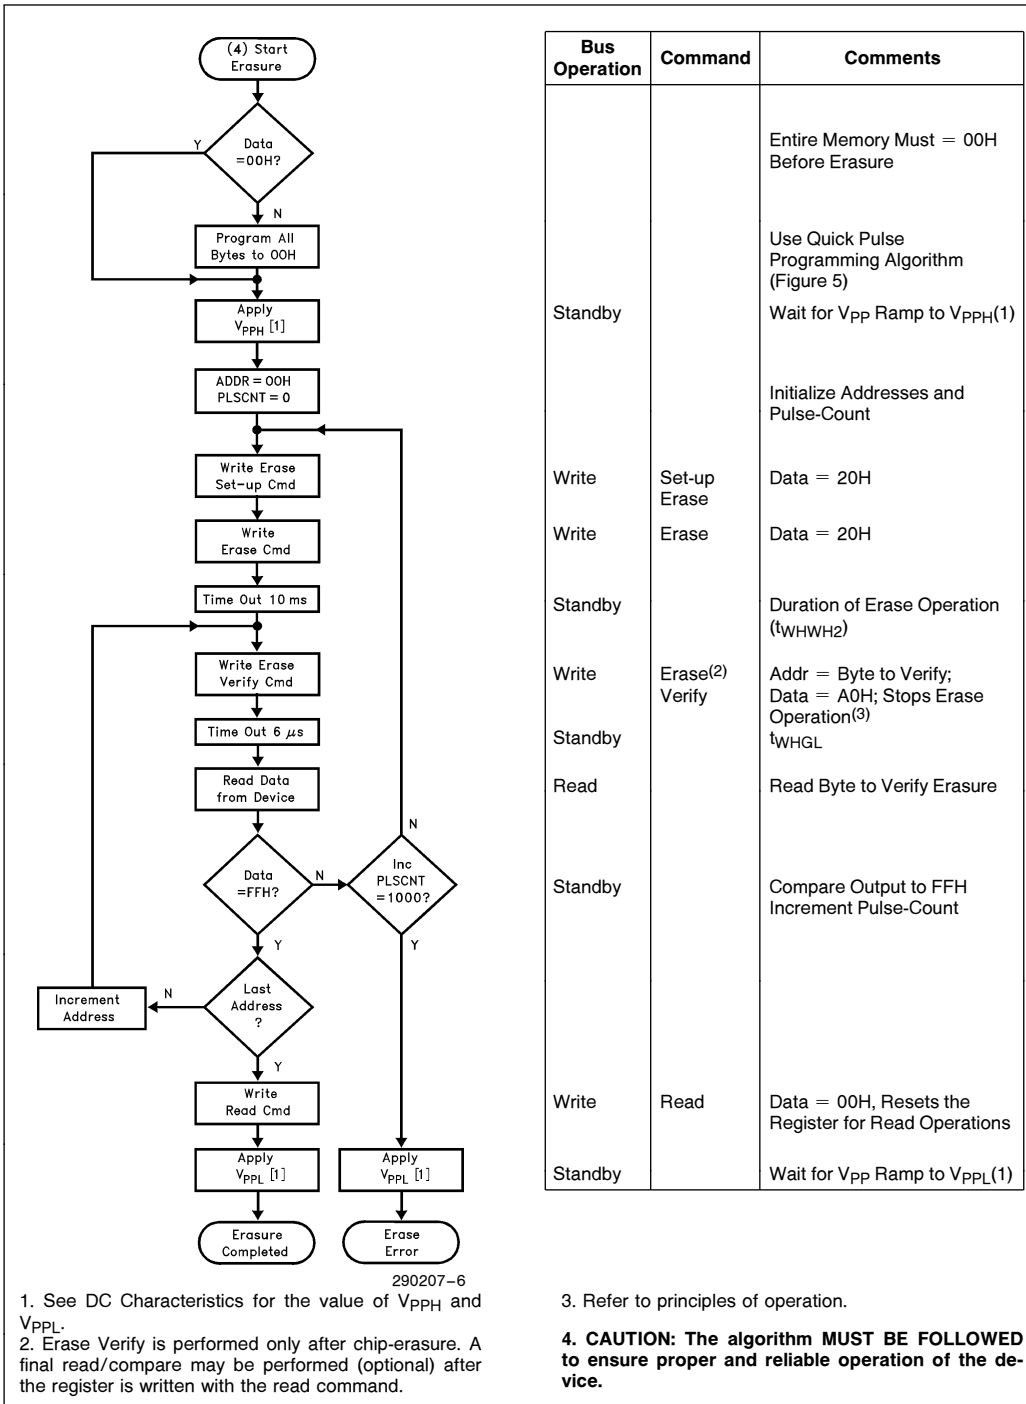 (4) Start
Erasure
Data
=00H?
Y
N
Program All
Bytes to 00H
Apply
VPPH [1]
ADDR = 00H
PLSCNT = 0
Write Erase
Set-up Cmd
Write
Erase Cmd
Time Out 10 ms
Write Erase
Verify Cmd
Time Out 6 μs
Read Data
from Device
Data
=FFH?
N
Y
Inc
PLSCNT
=1000?
N
Y
Last
Address
?
N
Y
Increment
Address
Write
Read Cmd
Apply
VPPL [1]
Apply
VPPL [1]
Erasure
Completed
Erase
Error
290207–6
Bus
Operation
Command
Comments
Entire Memory Must = 00H
Before Erasure
Use Quick Pulse
Programming Algorithm
(Figure 5)
Standby
Wait for VPP Ramp to VPPH(1)
Initialize Addresses and
Pulse-Count
Write
Set-up
Erase
Data = 20H
Write
Erase
Data = 20H
Standby
Duration of Erase Operation
(tWHWH2)
Write
Erase(2)
Verify
Addr = Byte to Verify;
Data = A0H; Stops Erase
Operation(3)
Standby
tWHGL
Read
Read Byte to Verify Erasure
Standby
Compare Output to FFH
Increment Pulse-Count
Write
Read
Data = 00H, Resets the
Register for Read Operations
Standby
Wait for VPP Ramp to VPPL(1)
1. See DC Characteristics for the value of VPPH and
VPPL.
2. Erase Verify is performed only after chip-erasure. A
final read/compare may be performed (optional) after
the register is written with the read command.
3. Refer to principles of operation.
4. CAUTION: The algorithm MUST BE FOLLOWED
to ensure proper and reliable operation of the de-
vice.